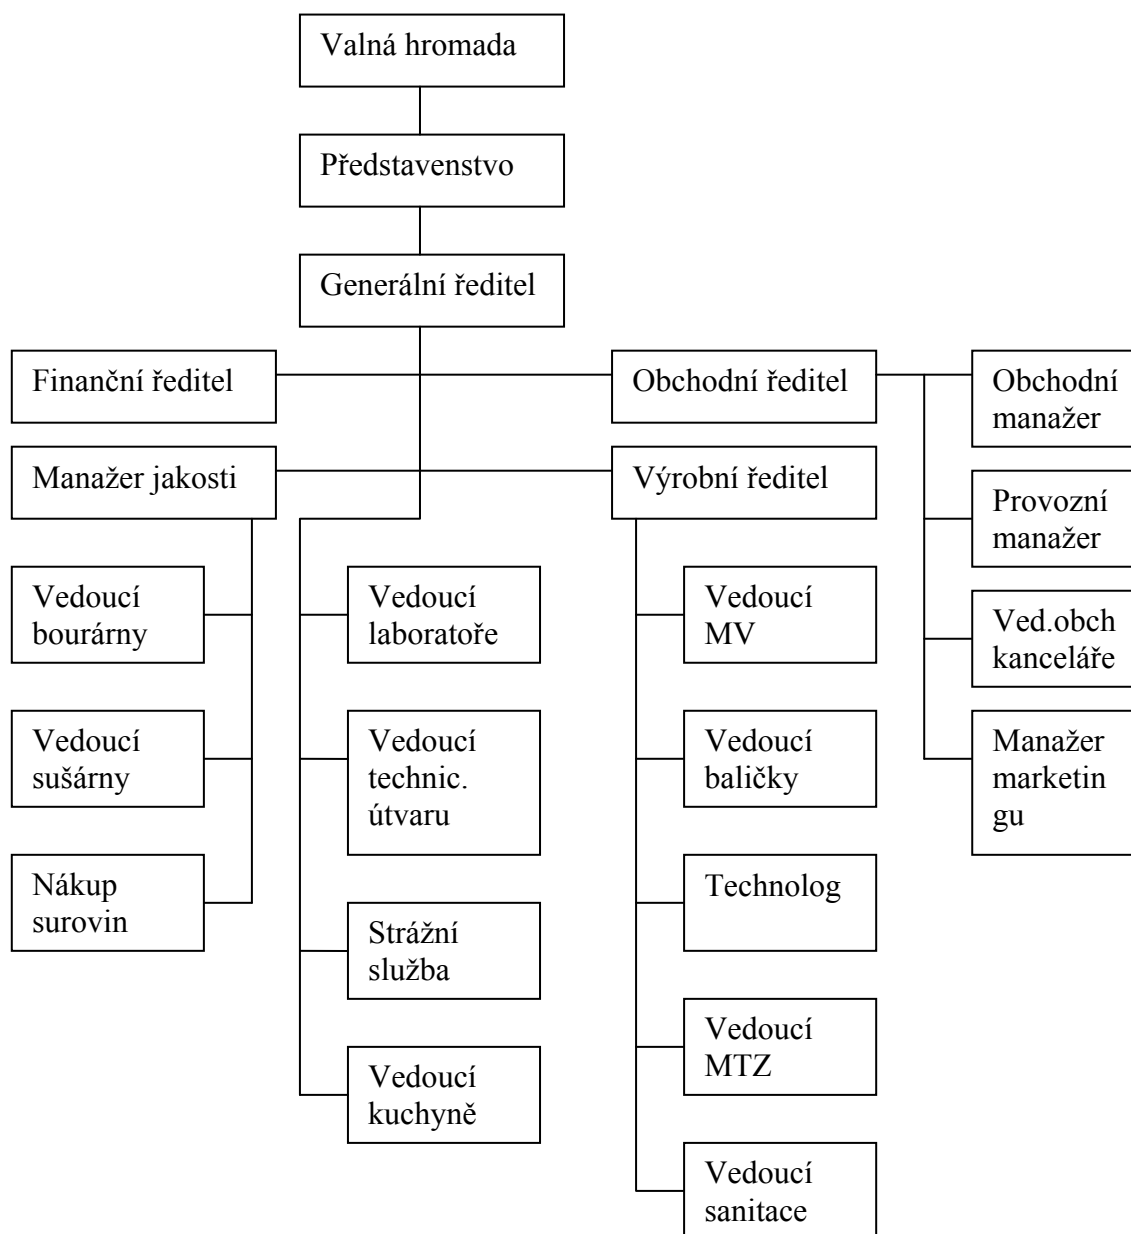 Valná hromada
Představenstvo
Generální ředitel
Finanční ředitel
Obchodní ředitel
Obchodní
manažer
Manažer jakosti
Výrobní ředitel
Provozní
manažer
Vedoucí
bourárny
Vedoucí
laboratoře
Vedoucí
MV
Ved.obch
kanceláře
Vedoucí
sušárny
Vedoucí
technic.
útvaru
Vedoucí
baličky
Manažer
marketin
gu
Nákup
surovin
Strážní
služba
Technolog
Vedoucí
kuchyně
Vedoucí
MTZ
Vedoucí
sanitace